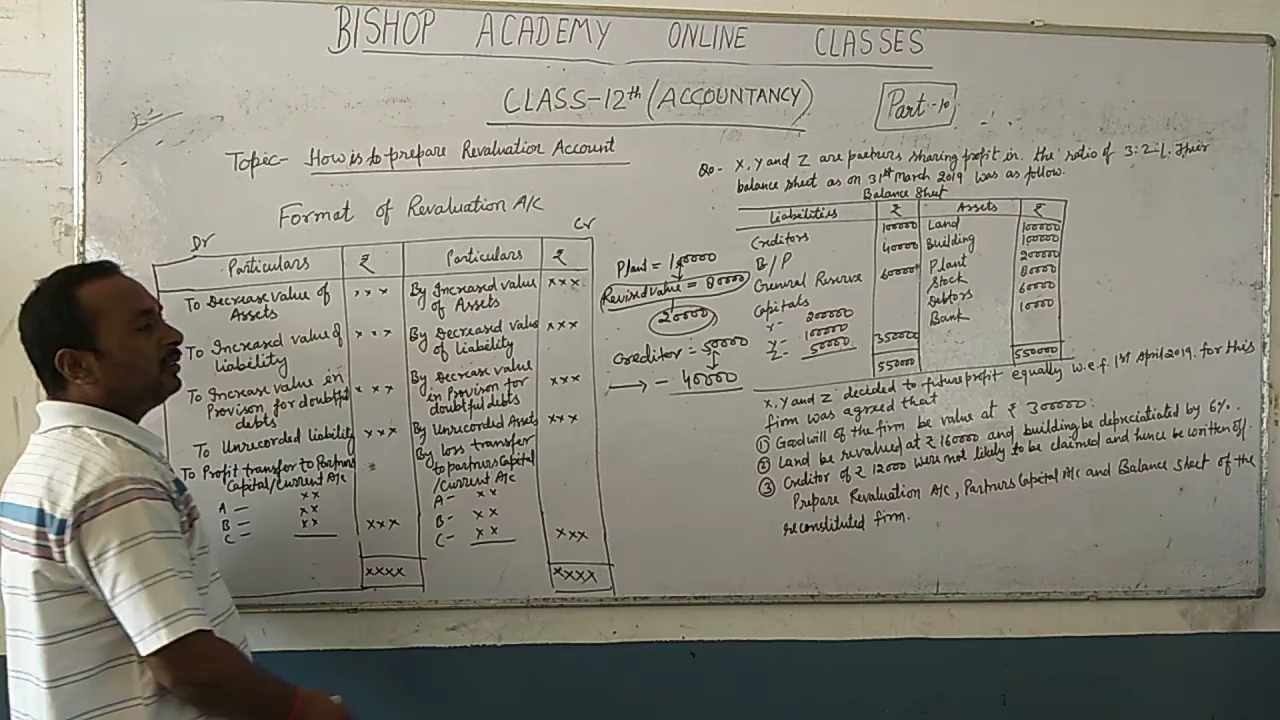 BISHOP ACADEMY ONLINE CLASSES
CLASS-12th (ACCOUNTANCY)
Part-10
Topic- How is to prepare Revaluation Account
Format of Revaluation A/C
Dr Cr
Particulars ₹ Particulars ₹
To Decrease value of Assets xxx By Increased value of Assets xxx
To Increased value of liability xxx By Decreased value of liability xxx
To Increase value in Provison for doubtful debts xxx By Decrease value in Provison for doubtful debts xxx
To Unrecorded liability xxx By Unrecorded Assets xxx
To Profit transfer to Partners Capital/Current A/c By Loss transfer to partners Capital/Current A/c
A — xx A — xx
B — xx B — xx
C — xx xxx C — xx xxx
xxxx xxxx
Plant = 100000
Revised value = 80000
20000
Creditor = 50000
→ - 40000
Qo- X, Y and Z are partners sharing profit in the ratio of 3:2:1. Their
balance sheet as on 31st March 2019 was as follow.
Balance Sheet
Liabilities ₹ Assets ₹
Creditors 100000 Land 100000
B/P 40000 Building 100000
General Reserve 60000 Plant 200000
Capitals Stock 80000
X- 200000 Debtors 60000
Y- 100000 Bank 10000
Z- 50000 350000
550000 550000
X, Y and Z decided to future profit equally w.e.f 1st April 2019. for this
firm was agreed that
① Goodwill of the firm be value at ₹ 300000.
② Land be revalued at ₹ 160000 and building be depreciatied by 6%.
③ Creditor of ₹ 12000 were not likely to be claimed and hence be written off.
Prepare Revaluation A/c, Partners Capital A/c and Balance Sheet of the
reconstituted firm.